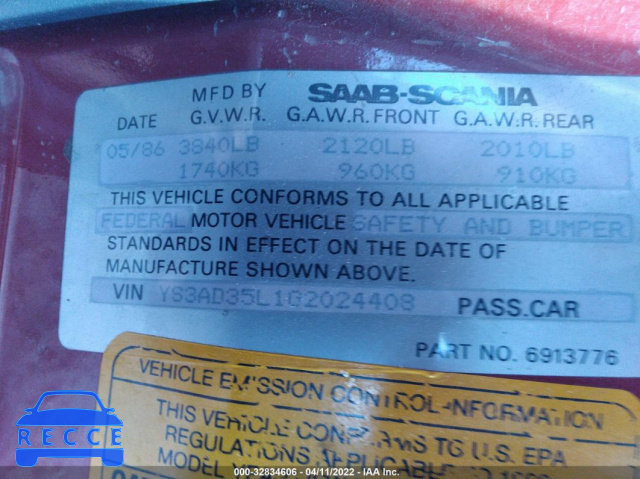 MFD BY SAAB-SCANIA
DATE G.V.W.R. G.A.W.R. FRONT G.A.W.R. REAR
05/86 3840LB 2120LB 2010LB
1740KG 960KG 910KG
THIS VEHICLE CONFORMS TO ALL APPLICABLE
FEDERAL MOTOR VEHICLE SAFETY AND BUMPER
STANDARDS IN EFFECT ON THE DATE OF
MANUFACTURE SHOWN ABOVE.
VIN YS3AD35L1G2024408 PASS.CAR
PART NO. 6913776
VEHICLE EMISSION CONTROL INFORMATION
THIS VEHICLE CONFORMS TO U.S. EPA
REGULATIONS APPLICABLE TO
MODEL
RECCE
000-32834606 - 04/11/2022 - IAA Inc.